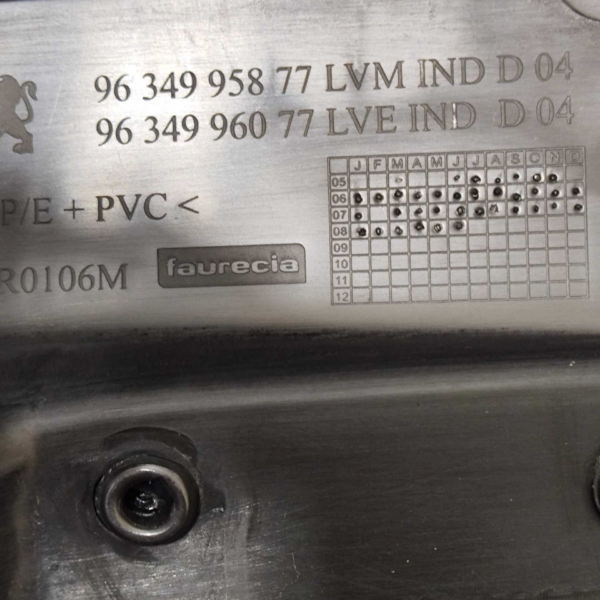 96 349 958 77 LVM IND D 04
96 349 960 77 LVE IND D 04
P/E + PVC <
R0106M
faurecia
J F M A M J J A S O N D
05
06
07
08
09
10
11
12